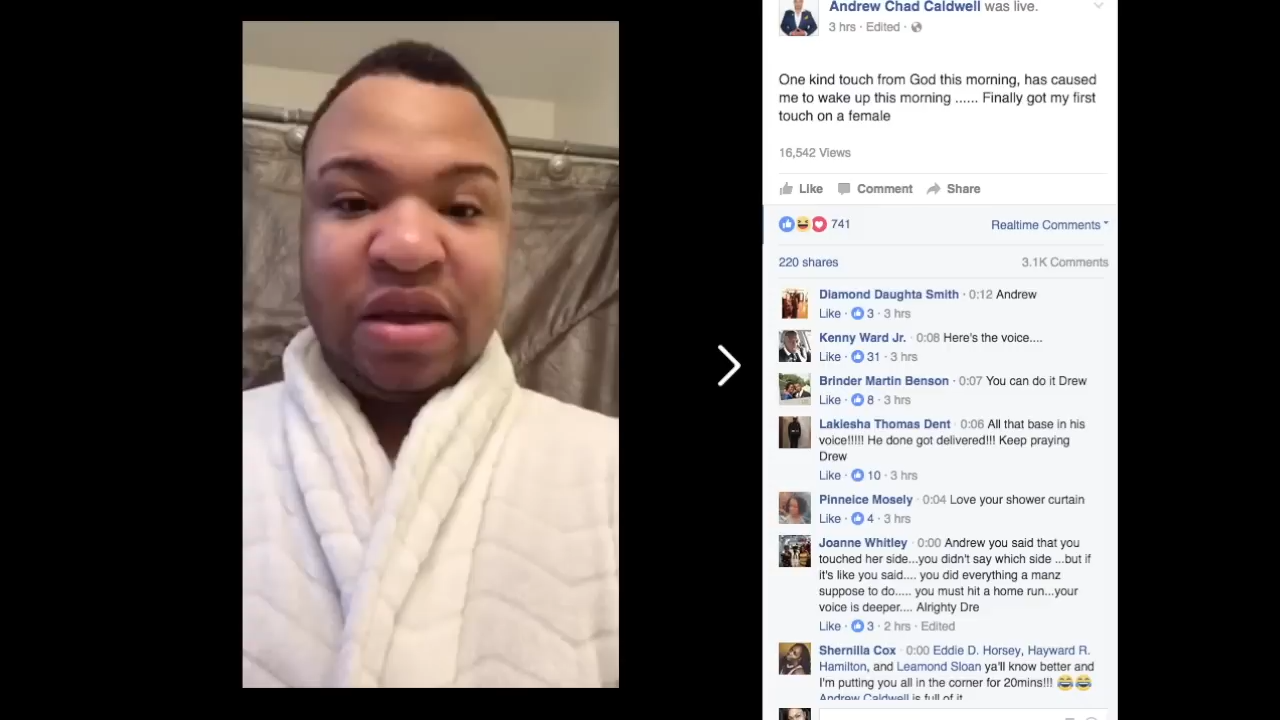 Andrew Chad Caldwell was live.
3 hrs · Edited ·
One kind touch from God this morning, has caused
me to wake up this morning ...... Finally got my first
touch on a female
16,542 Views
Like Comment Share
741 Realtime Comments
220 shares 3.1K Comments
Diamond Daughta Smith · 0:12 Andrew
Like · 3 · 3 hrs
Kenny Ward Jr. · 0:08 Here's the voice....
Like · 31 · 3 hrs
Brinder Martin Benson · 0:07 You can do it Drew
Like · 8 · 3 hrs
Lakiesha Thomas Dent · 0:06 All that base in his
voice!!!!! He done got delivered!!! Keep praying
Drew
Like · 10 · 3 hrs
Pinneice Mosely · 0:04 Love your shower curtain
Like · 4 · 3 hrs
Joanne Whitley · 0:00 Andrew you said that you
touched her side...you didn't say which side ...but if
it's like you said.... you did everything a manz
suppose to do..... you must hit a home run...your
voice is deeper.... Alrighty Dre
Like · 3 · 2 hrs · Edited
Shernilla Cox · 0:00 Eddie D. Horsey, Hayward R.
Hamilton, and Leamond Sloan ya'll know better and
I'm putting you all in the corner for 20mins!!! 😂😂
Andrew Caldwell is full of it